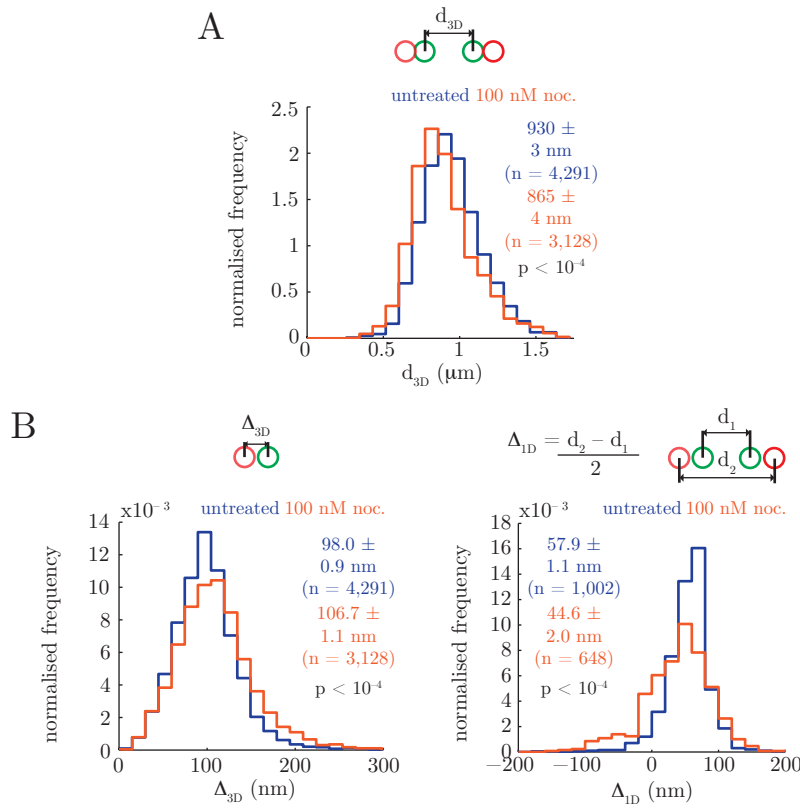 A
d3D
untreated 100 nM noc.
2.5
2
1.5
1
0.5
0
normalised frequency
930 ±
3 nm
(n = 4,291)
865 ±
4 nm
(n = 3,128)
p < 10⁻⁴
0 0.5 1 1.5
d3D (μm)
B
Δ3D
x10⁻³
untreated 100 nM noc.
14
12
10
8
6
4
2
0
normalised frequency
98.0 ±
0.9 nm
(n = 4,291)
106.7 ±
1.1 nm
(n = 3,128)
p < 10⁻⁴
0 100 200 300
Δ3D (nm)
Δ1D = d2 − d1
2
d1
d2
x10⁻³
untreated 100 nM noc.
18
16
14
12
10
8
6
4
2
0
normalised frequency
57.9 ±
1.1 nm
(n = 1,002)
44.6 ±
2.0 nm
(n = 648)
p < 10⁻⁴
−200 −100 0 100 200
Δ1D (nm)